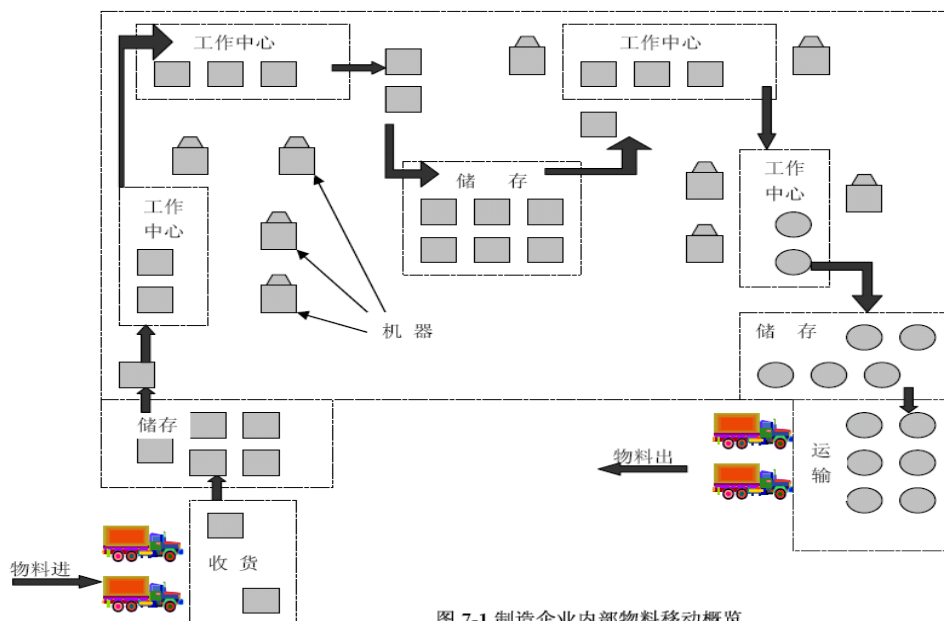 工作中心
工作中心
工作
中心
储 存
工作
中心
机 器
储 存
储存
运
输
物料出
收 货
物料进
图 7-1 制造企业内部物料移动概览